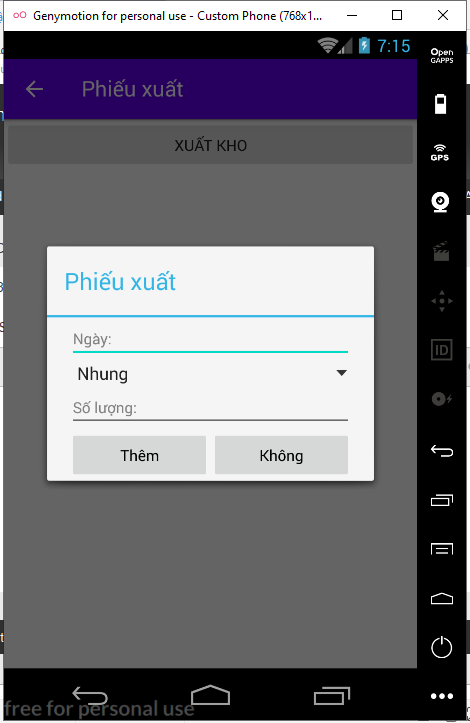 Genymotion for personal use - Custom Phone (768x1...
7:15
Open
GAPPS
Phiếu xuất
XUẤT KHO
GPS
Phiếu xuất
Ngày:
Nhung
Số lượng:
ID
Thêm
Không
free for personal use